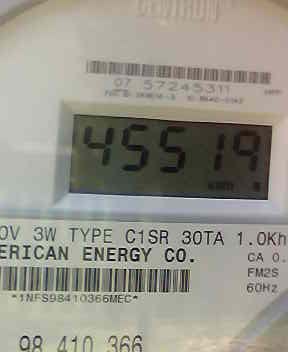 CENTRON
07 57245311
45519
0V 3W TYPE C1SR 30TA 1.0Kh
ERICAN ENERGY CO.
CA 0.
FM2S
60Hz
*1NFS98410366MEC*
98 410 366